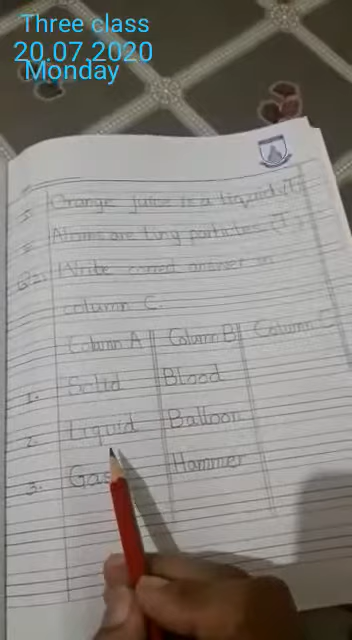 Three class
20.07.2020
Monday
Orange juice is a liquid. (T)
Atoms are tiny particles. (T)
Q2: Write correct answer in
column C.
Column A Column B Column C
1. Solid Blood
2. Liquid Balloon
3. Gas Hammer